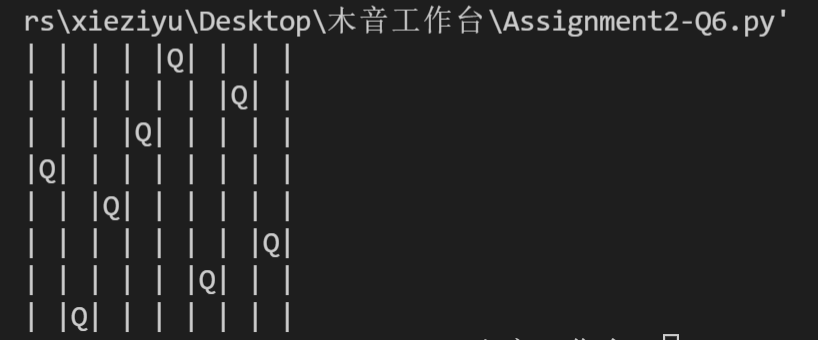 rs\xieziyu\Desktop\木音工作台\Assignment2-Q6.py'
| | | | |Q| | | |
| | | | | | |Q| |
| | | |Q| | | | |
|Q| | | | | | | |
| | |Q| | | | | |
| | | | | | | |Q|
| | | | | |Q| | |
| |Q| | | | | | |